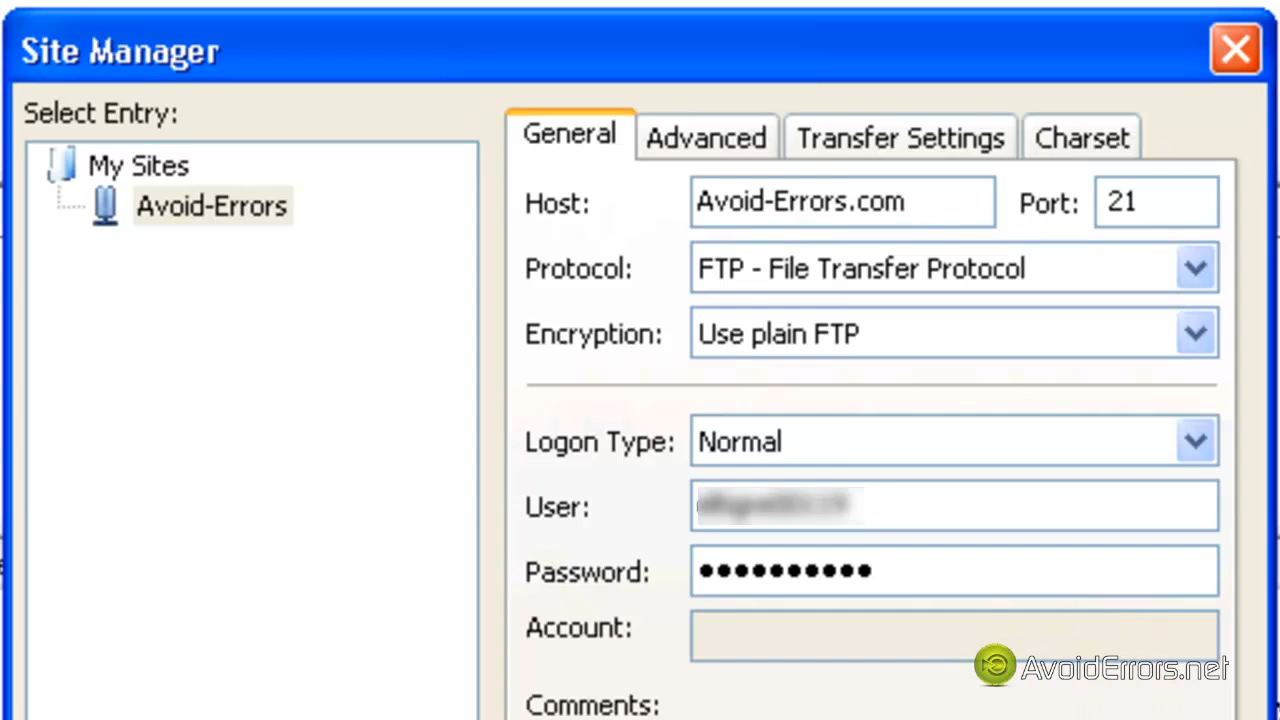 Site Manager
Select Entry:
My Sites
Avoid-Errors
General Advanced Transfer Settings Charset
Host: Avoid-Errors.com Port: 21
Protocol: FTP - File Transfer Protocol
Encryption: Use plain FTP
Logon Type: Normal
User:
Password: ●●●●●●●●●●
Account:
Comments:
AvoidErrors.net